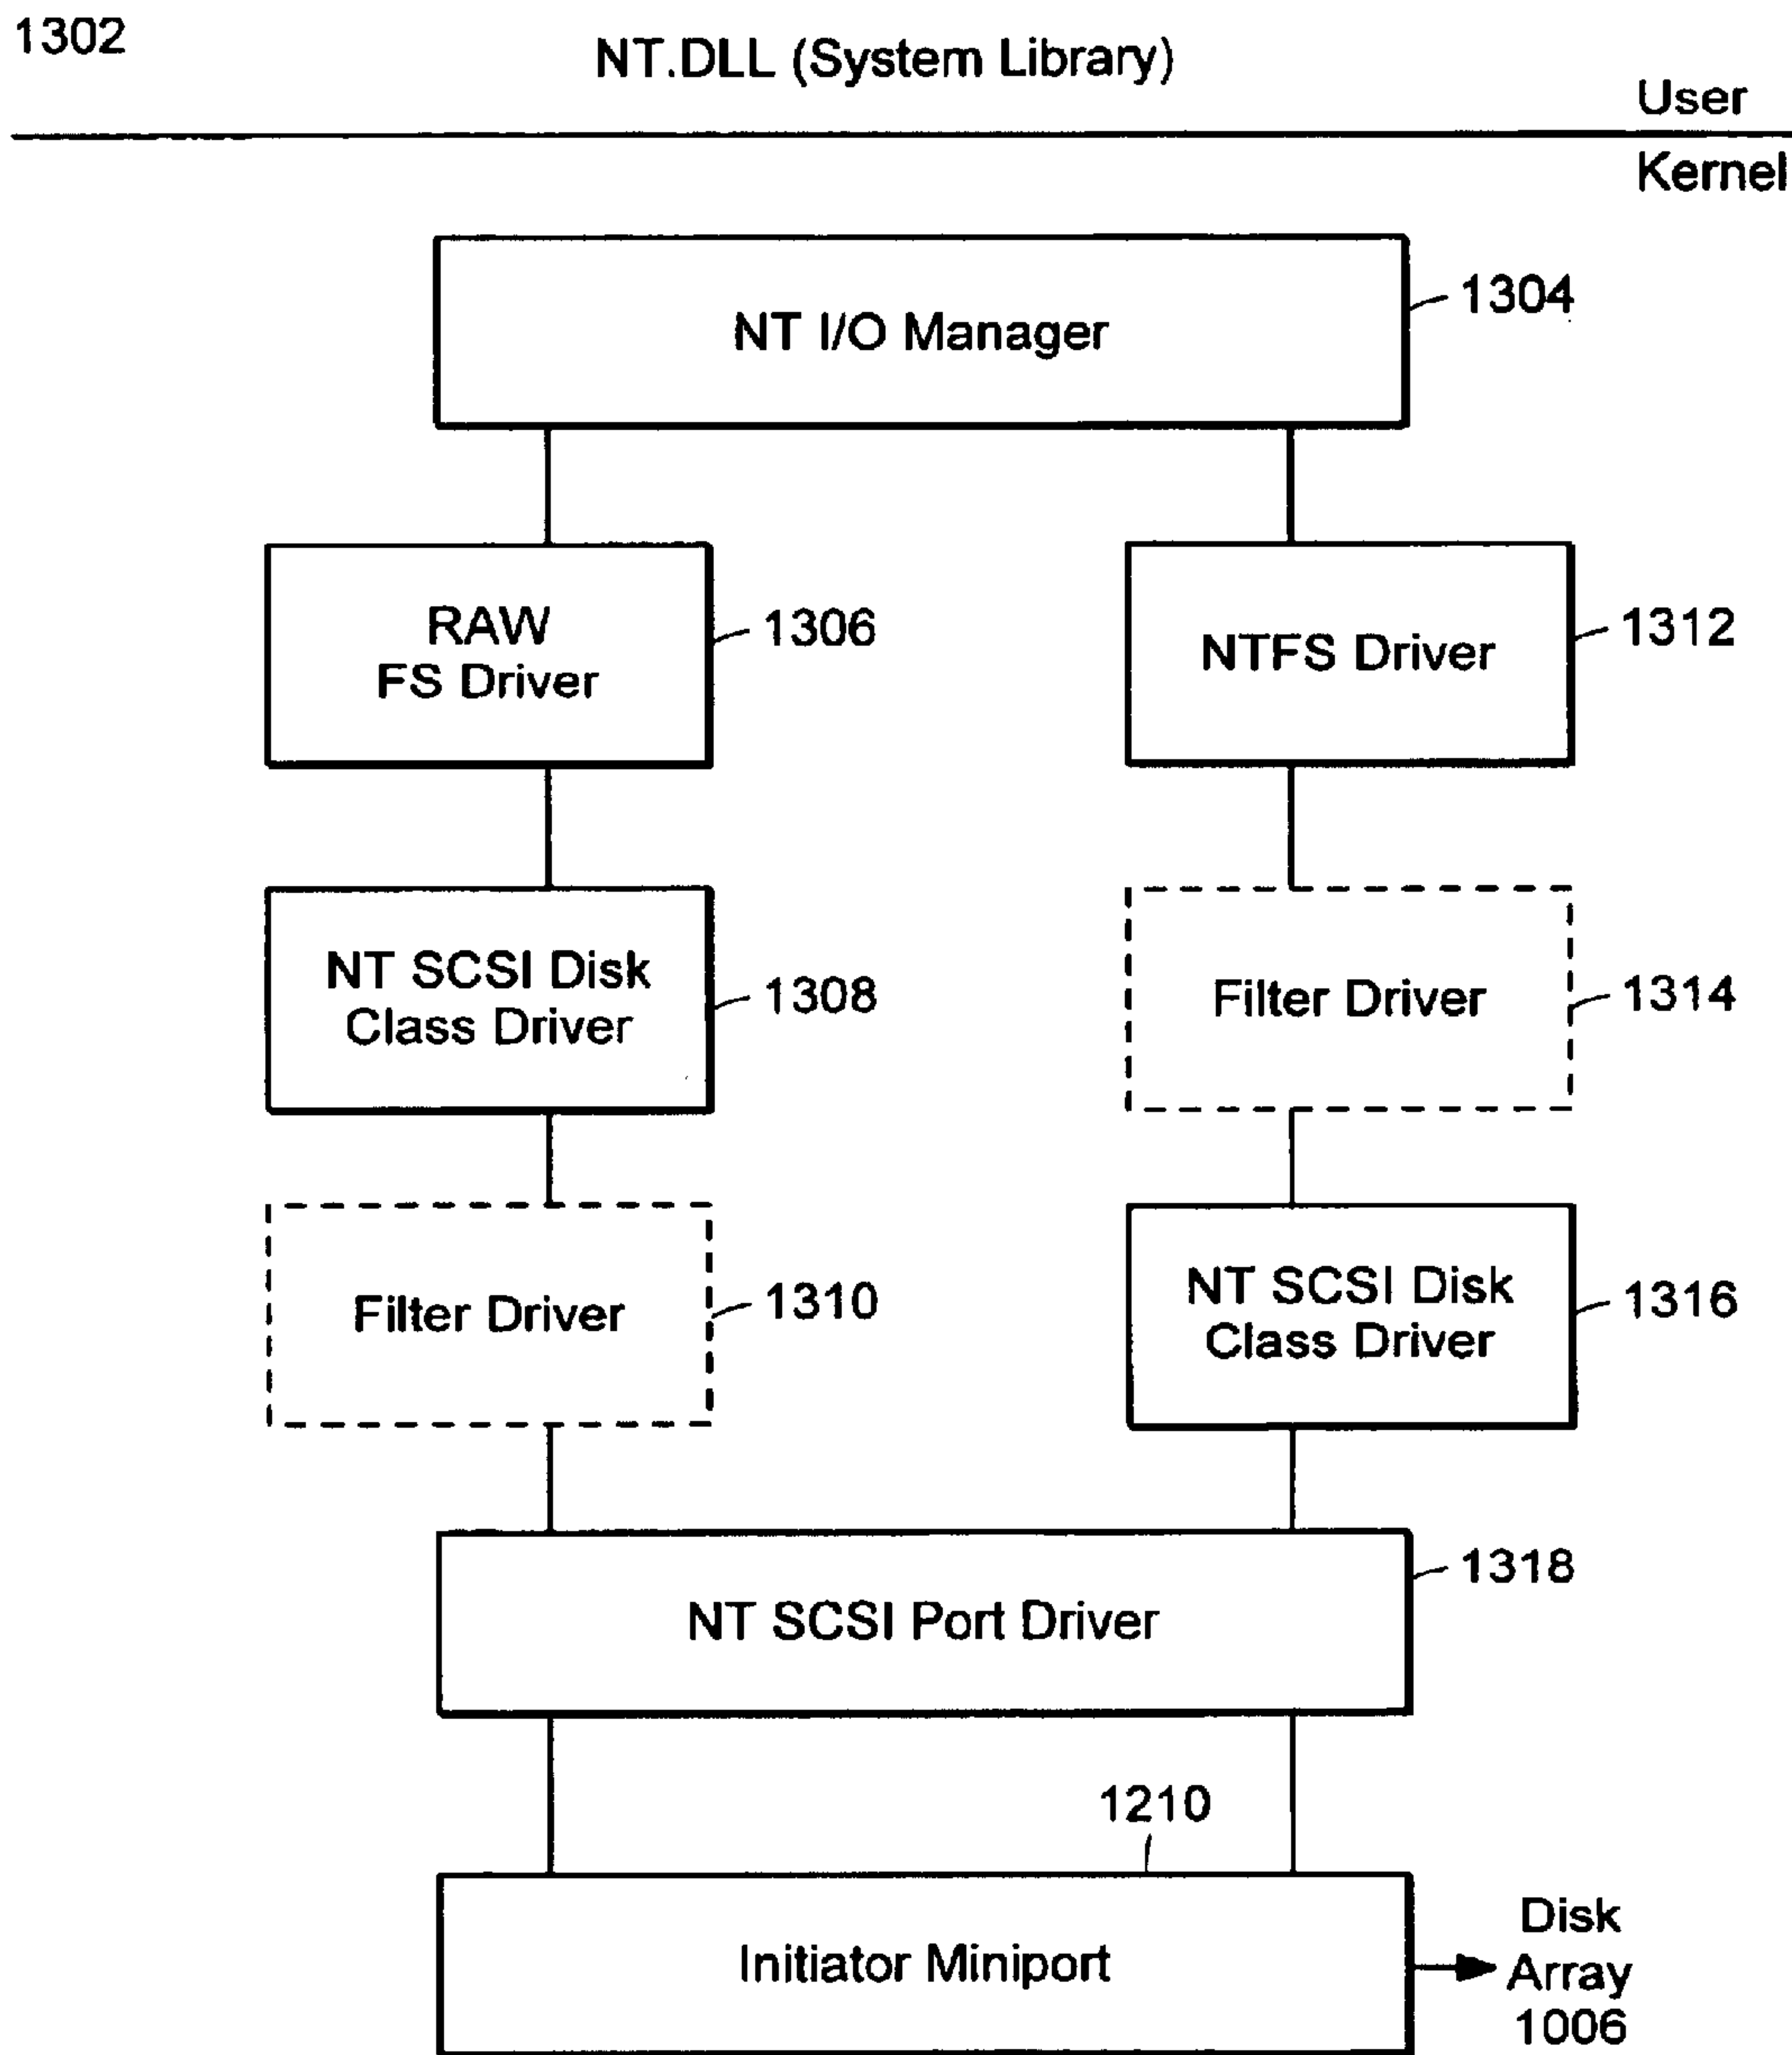 1302
NT.DLL (System Library)
User
Kernel
NT I/O Manager
1304
RAW
FS Driver
1306
NTFS Driver
1312
NT SCSI Disk
Class Driver
1308
Filter Driver
1314
Filter Driver
1310
NT SCSI Disk
Class Driver
1316
NT SCSI Port Driver
1318
1210
Initiator Miniport
Disk
Array
1006